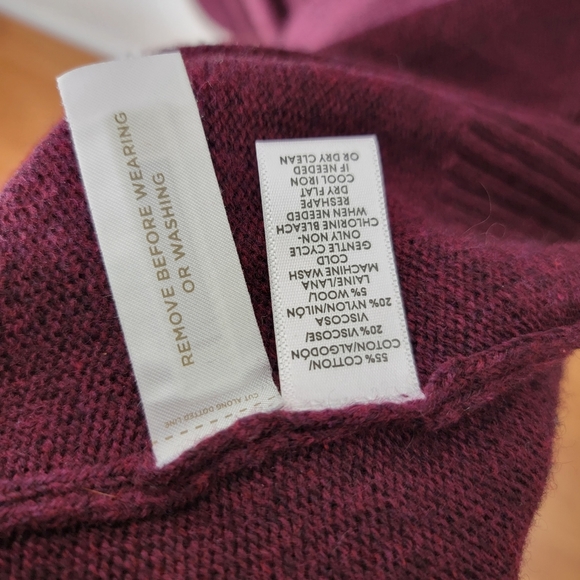 REMOVE BEFORE WEARING
OR WASHING
CUT ALONG DOTTED LINE
55% COTTON/
COTON/ALGODÓN
20% VISCOSE/
VISCOSA
20% NYLON/NILÓN
5% WOOL/
LAINE/LANA
MACHINE WASH
COLD
GENTLE CYCLE
ONLY NON-
CHLORINE BLEACH
WHEN NEEDED
RESHAPE
DRY FLAT
COOL IRON
IF NEEDED
OR DRY CLEAN